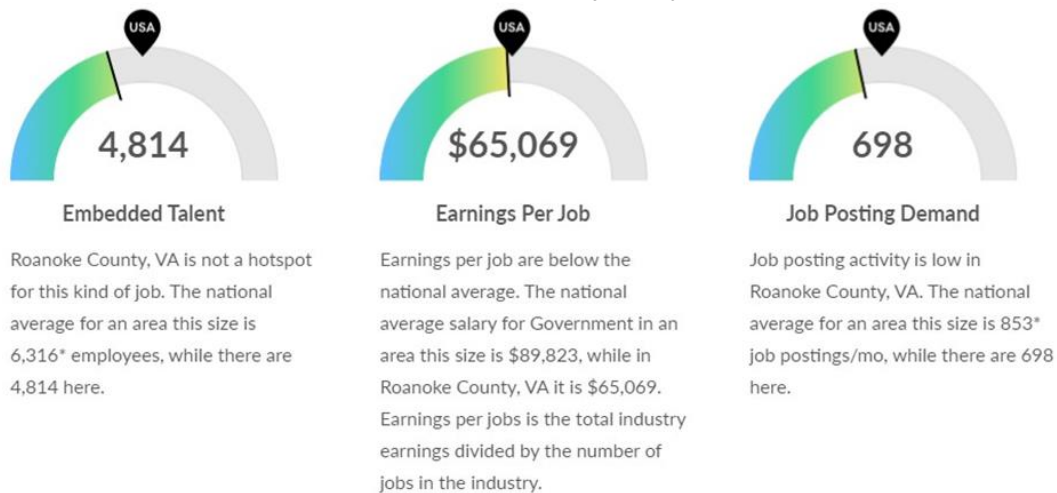 USA
4,814
Embedded Talent
Roanoke County, VA is not a hotspot
for this kind of job. The national
average for an area this size is
6,316* employees, while there are
4,814 here.
USA
$65,069
Earnings Per Job
Earnings per job are below the
national average. The national
average salary for Government in an
area this size is $89,823, while in
Roanoke County, VA it is $65,069.
Earnings per jobs is the total industry
earnings divided by the number of
jobs in the industry.
USA
698
Job Posting Demand
Job posting activity is low in
Roanoke County, VA. The national
average for an area this size is 853*
job postings/mo, while there are 698
here.